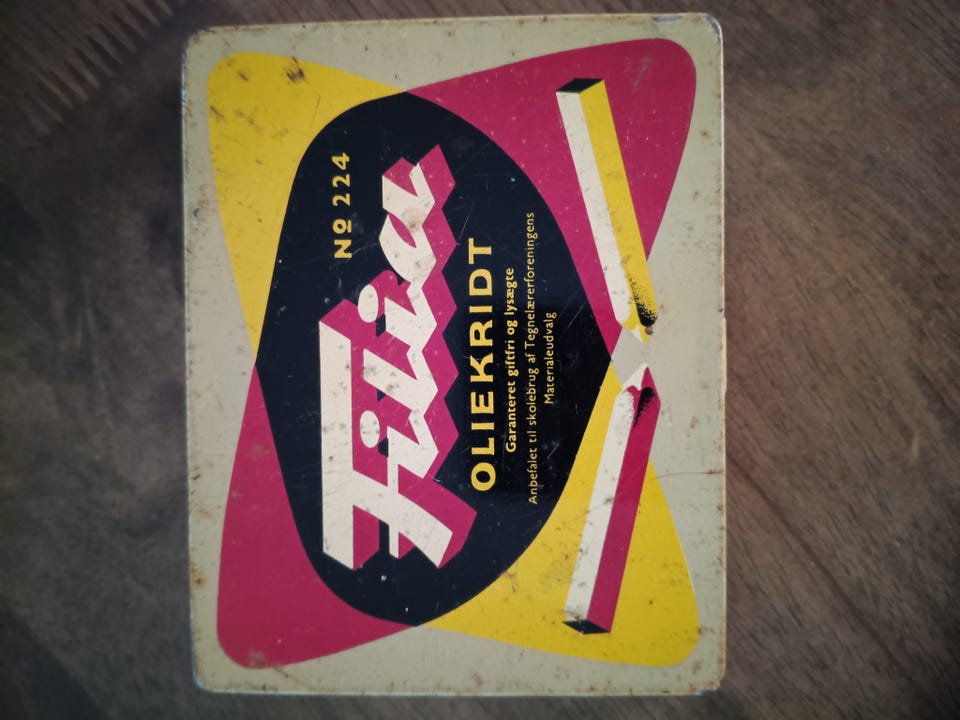 No 224
Filia
OLIEKRIDT
Garanteret giftfri og lysægte
Anbefalet til skolebrug af Tegnelærerforeningens
Materialeudvalg